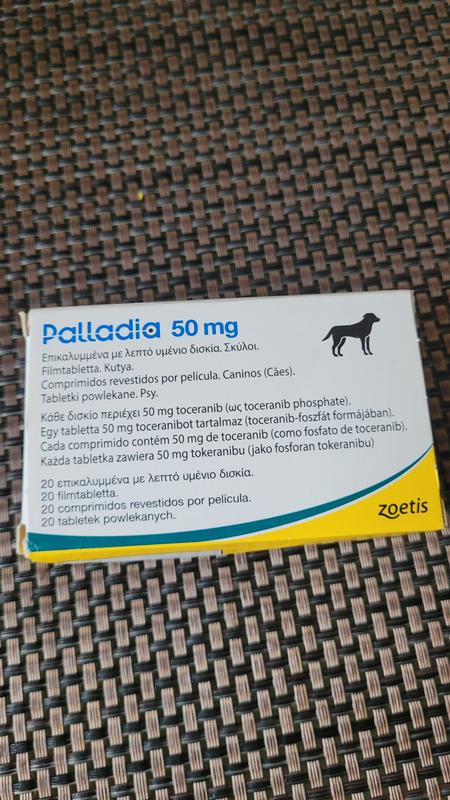 Palladia 50 mg
Επικαλυμμένα με λεπτό υμένιο δισκία. Σκύλοι.
Filmtabletta. Kutya.
Comprimidos revestidos por película. Caninos (Cães).
Tabletki powlekane. Psy.
Κάθε δισκίο περιέχει 50 mg toceranib (ως toceranib phosphate).
Egy tabletta 50 mg toceranibot tartalmaz (toceranib-foszfát formájában).
Cada comprimido contém 50 mg de toceranib (como fosfato de toceranib).
Każda tabletka zawiera 50 mg tokeranibu (jako fosforan tokeranibu)
20 επικαλυμμένα με λεπτό υμένιο δισκία.
20 filmtabletta.
20 comprimidos revestidos por película.
20 tabletek powlekanych.
zoetis